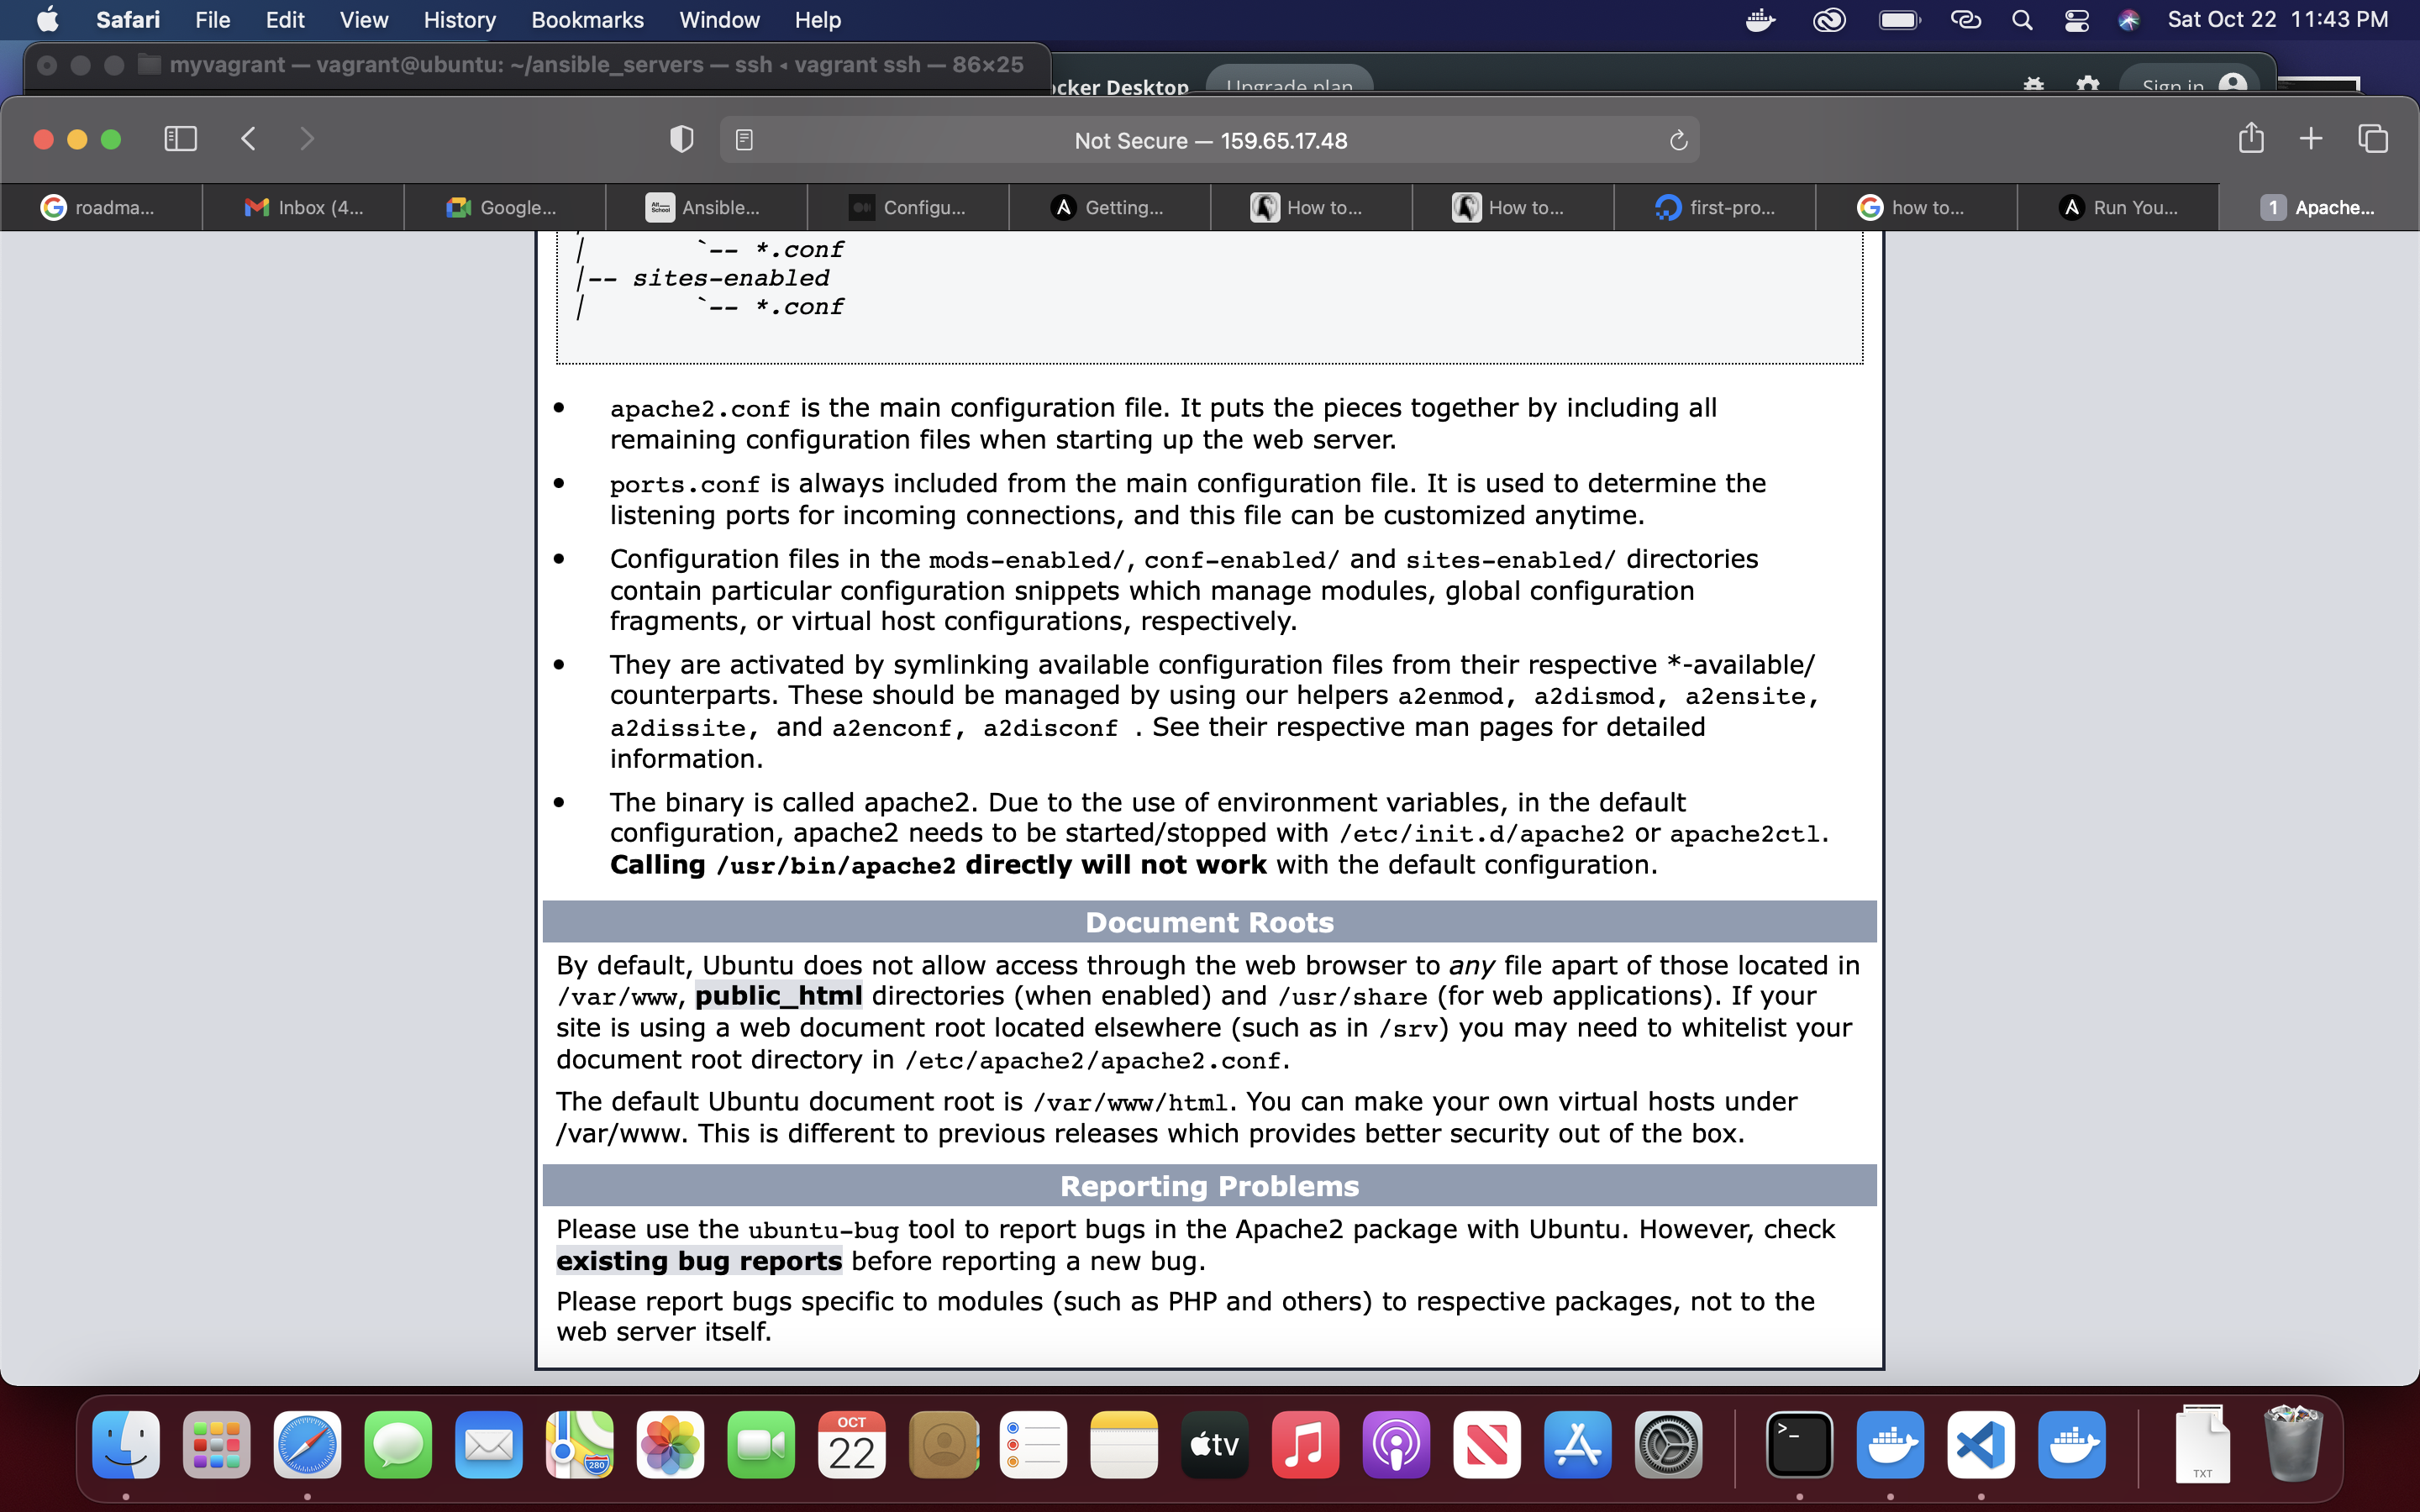 Safari File Edit View History Bookmarks Window Help Sat Oct 22 11:43 PM
myvagrant — vagrant@ubuntu: ~/ansible_servers — ssh ◂ vagrant ssh — 86×25
cker Desktop Upgrade plan Sign in
Not Secure — 159.65.17.48
roadma... Inbox (4... Google... Ansible... Configu... Getting... How to... How to... first-pro... how to... Run You... 1 Apache...
| `-- *.conf
|-- sites-enabled
| `-- *.conf
• apache2.conf is the main configuration file. It puts the pieces together by including all
remaining configuration files when starting up the web server.
• ports.conf is always included from the main configuration file. It is used to determine the
listening ports for incoming connections, and this file can be customized anytime.
• Configuration files in the mods-enabled/, conf-enabled/ and sites-enabled/ directories
contain particular configuration snippets which manage modules, global configuration
fragments, or virtual host configurations, respectively.
• They are activated by symlinking available configuration files from their respective *-available/
counterparts. These should be managed by using our helpers a2enmod, a2dismod, a2ensite,
a2dissite, and a2enconf, a2disconf . See their respective man pages for detailed
information.
• The binary is called apache2. Due to the use of environment variables, in the default
configuration, apache2 needs to be started/stopped with /etc/init.d/apache2 or apache2ctl.
Calling /usr/bin/apache2 directly will not work with the default configuration.
Document Roots
By default, Ubuntu does not allow access through the web browser to any file apart of those located in
/var/www, public_html directories (when enabled) and /usr/share (for web applications). If your
site is using a web document root located elsewhere (such as in /srv) you may need to whitelist your
document root directory in /etc/apache2/apache2.conf.
The default Ubuntu document root is /var/www/html. You can make your own virtual hosts under
/var/www. This is different to previous releases which provides better security out of the box.
Reporting Problems
Please use the ubuntu-bug tool to report bugs in the Apache2 package with Ubuntu. However, check
existing bug reports before reporting a new bug.
Please report bugs specific to modules (such as PHP and others) to respective packages, not to the
web server itself.
OCT
22
280
tv
>_
TXT